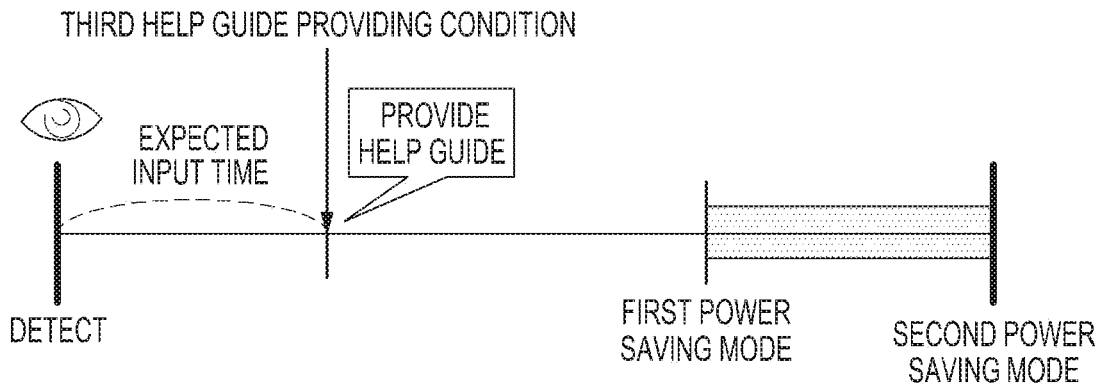 THIRD HELP GUIDE PROVIDING CONDITION
EXPECTED
INPUT TIME
PROVIDE
HELP GUIDE
DETECT
FIRST POWER
SAVING MODE
SECOND POWER
SAVING MODE